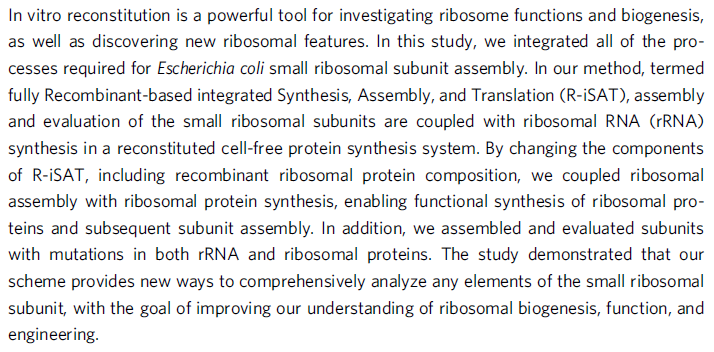 In vitro reconstitution is a powerful tool for investigating ribosome functions and biogenesis,
as well as discovering new ribosomal features. In this study, we integrated all of the pro-
cesses required for Escherichia coli small ribosomal subunit assembly. In our method, termed
fully Recombinant-based integrated Synthesis, Assembly, and Translation (R-iSAT), assembly
and evaluation of the small ribosomal subunits are coupled with ribosomal RNA (rRNA)
synthesis in a reconstituted cell-free protein synthesis system. By changing the components
of R-iSAT, including recombinant ribosomal protein composition, we coupled ribosomal
assembly with ribosomal protein synthesis, enabling functional synthesis of ribosomal pro-
teins and subsequent subunit assembly. In addition, we assembled and evaluated subunits
with mutations in both rRNA and ribosomal proteins. The study demonstrated that our
scheme provides new ways to comprehensively analyze any elements of the small ribosomal
subunit, with the goal of improving our understanding of ribosomal biogenesis, function, and
engineering.